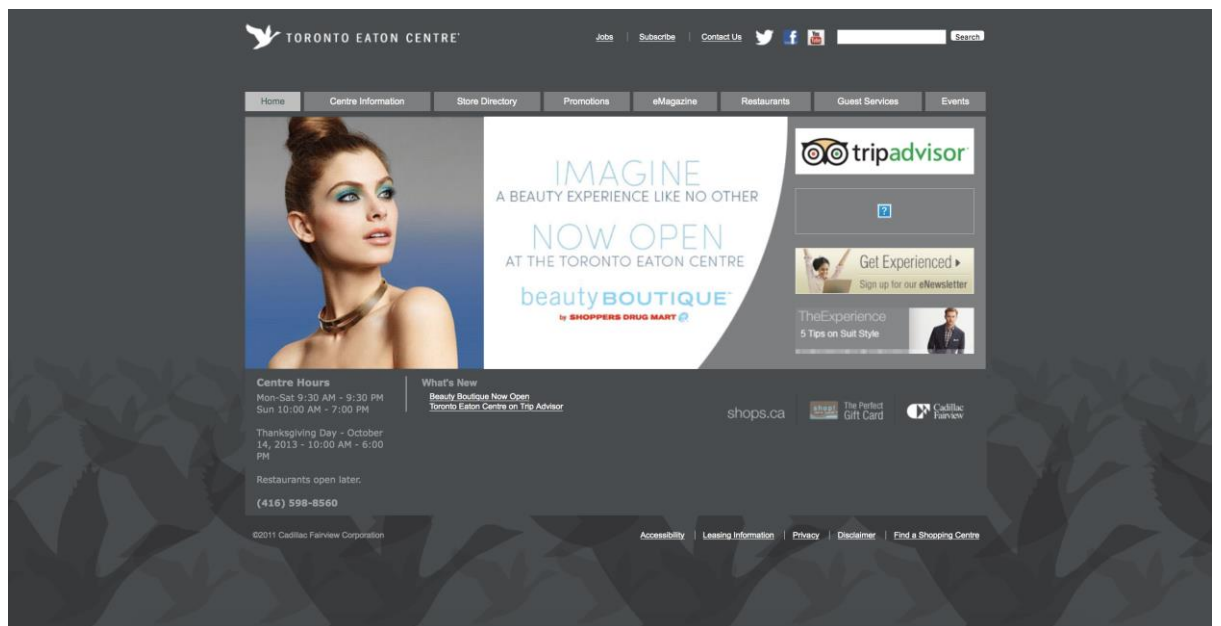 TORONTO EATON CENTRE
Jobs | Subscribe | Contact Us
Search
Home
Centre Information
Store Directory
Promotions
eMagazine
Restaurants
Guest Services
Events
IMAGINE
A BEAUTY EXPERIENCE LIKE NO OTHER
NOW OPEN
AT THE TORONTO EATON CENTRE
beauty BOUTIQUE
by SHOPPERS DRUG MART
tripadvisor
?
Get Experienced
Sign up for our eNewsletter
TheExperience
5 Tips on Suit Style
Centre Hours
Mon-Sat 9:30 AM - 9:30 PM
Sun 10:00 AM - 7:00 PM
Thanksgiving Day - October
14, 2013 - 10:00 AM - 6:00
PM
Restaurants open later.
(416) 598-8560
What's New
Beauty Boutique Now Open
Toronto Eaton Centre on Trip Advisor
shops.ca
The Perfect
Gift Card
Cadillac
Fairview
©2011 Cadillac Fairview Corporation
Accessibility | Leasing Information | Privacy | Disclaimer | Find a Shopping Centre